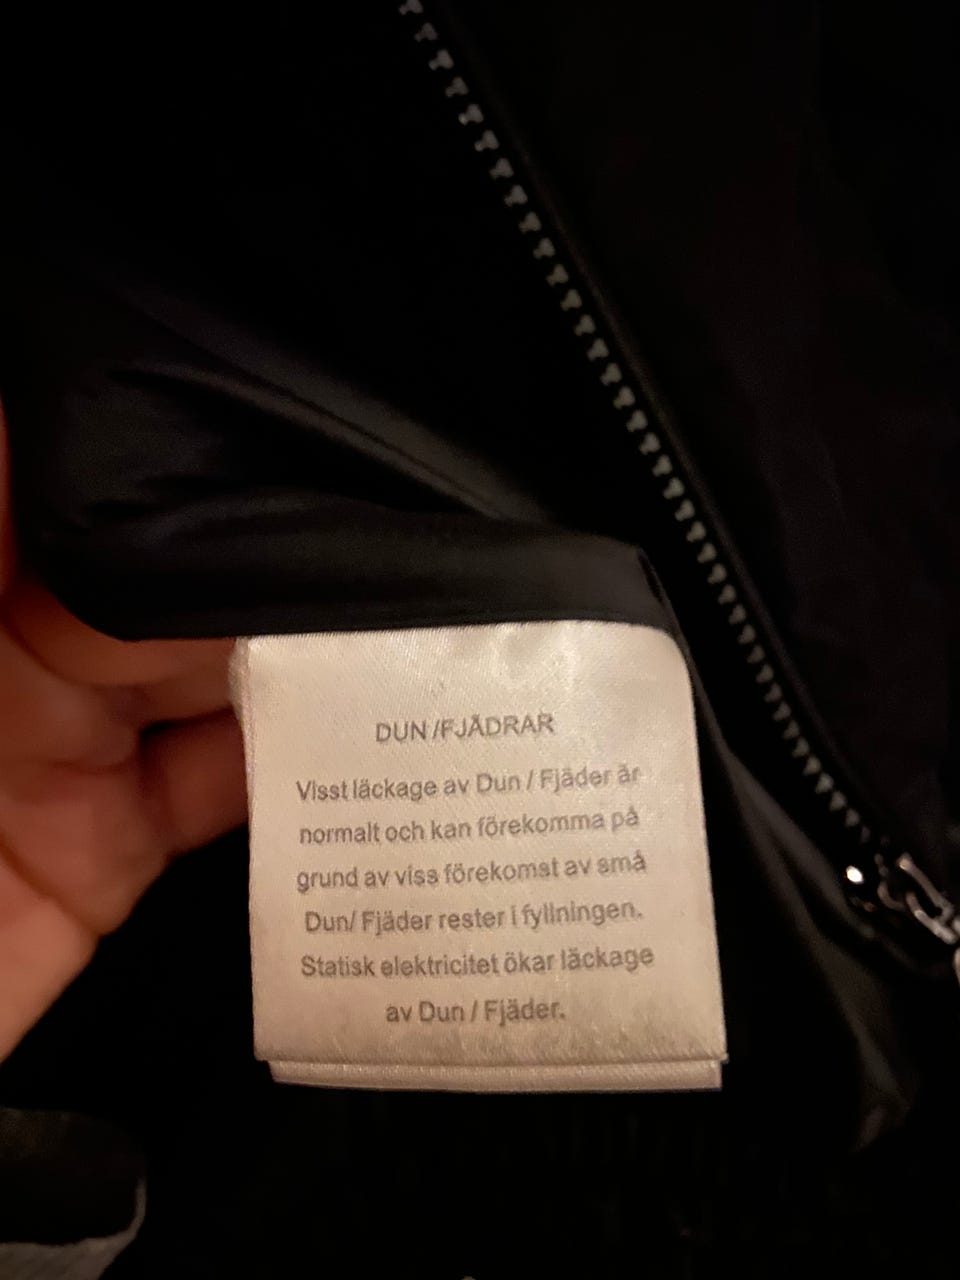 DUN /FJÄDRAR
Visst läckage av Dun / Fjäder är
normalt och kan förekomma på
grund av viss förekomst av små
Dun/ Fjäder rester i fyllningen.
Statisk elektricitet ökar läckage
av Dun / Fjäder.